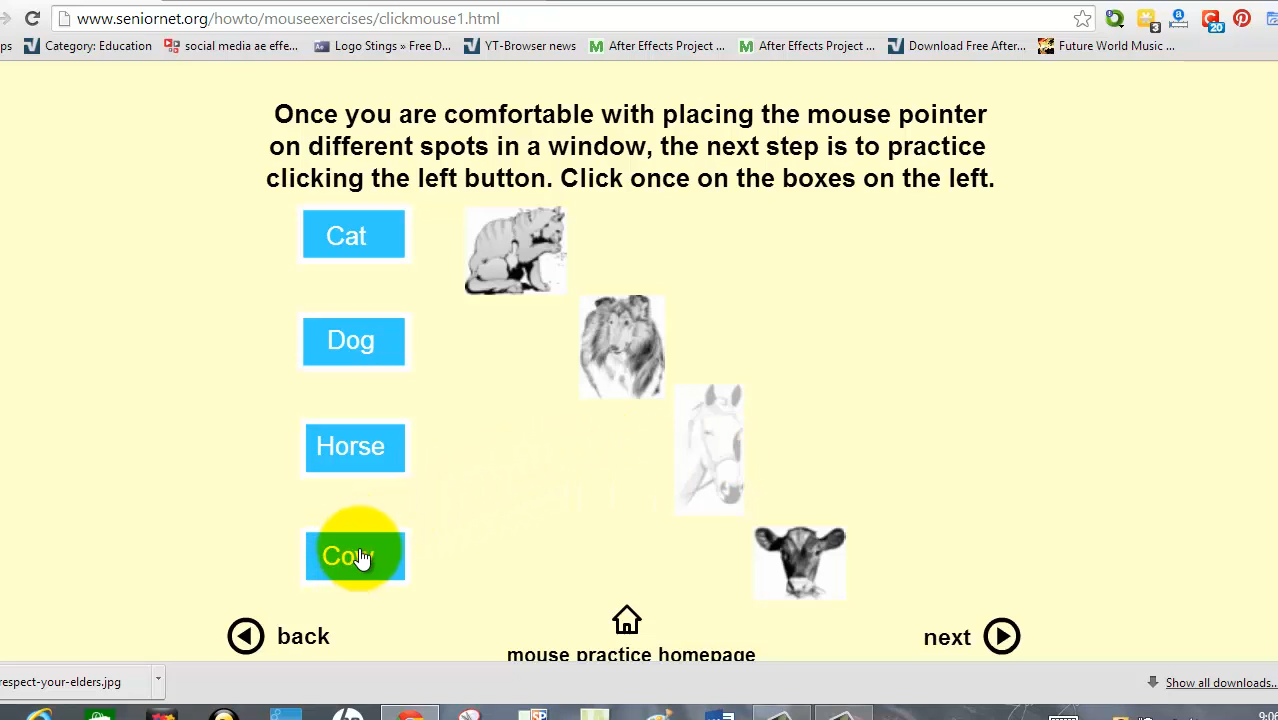 www.seniornet.org/howto/mouseexercises/clickmouse1.html
3
20
Category: Education
social media ae effe...
Logo Stings » Free D...
YT-Browser news
After Effects Project ...
After Effects Project ...
Download Free After...
Future World Music ...
Once you are comfortable with placing the mouse pointer
on different spots in a window, the next step is to practice
clicking the left button. Click once on the boxes on the left.
Cat
Dog
Horse
Cow
back
mouse practice homepage
next
respect-your-elders.jpg
Show all downloads...